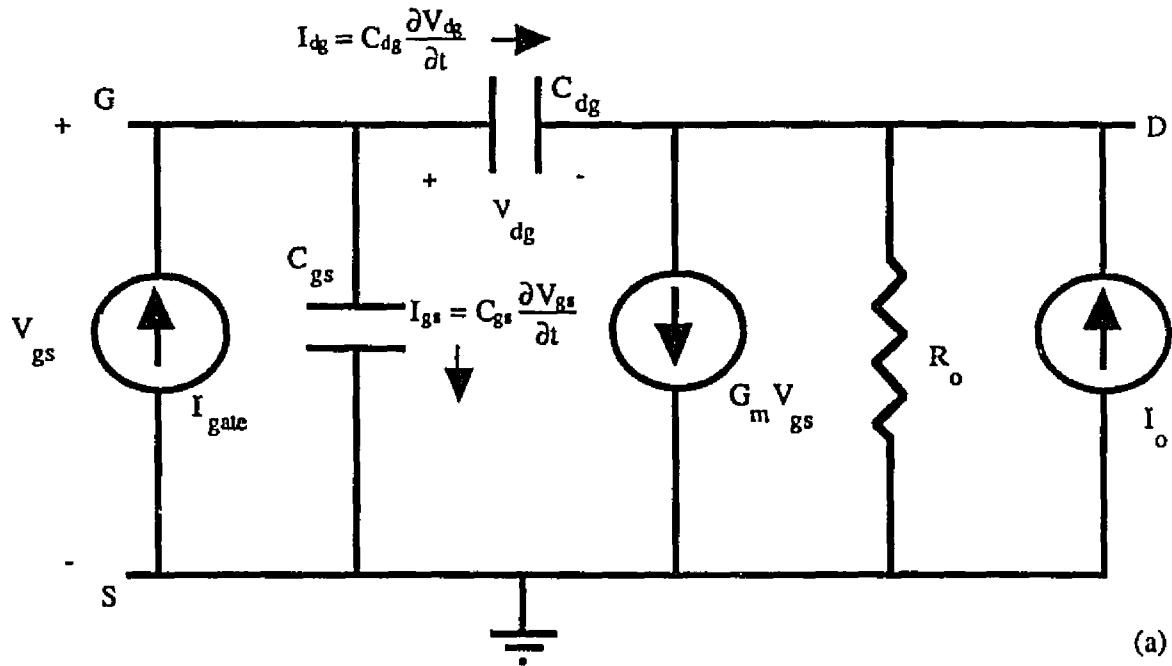 I_dg = C_dg ∂V_dg/∂t
G
C_dg
D
+
+ -
V_dg
C_gs
I_gs = C_gs ∂V_gs/∂t
V_gs
I_gate
G_m V_gs
R_o
I_o
-
S
(a)